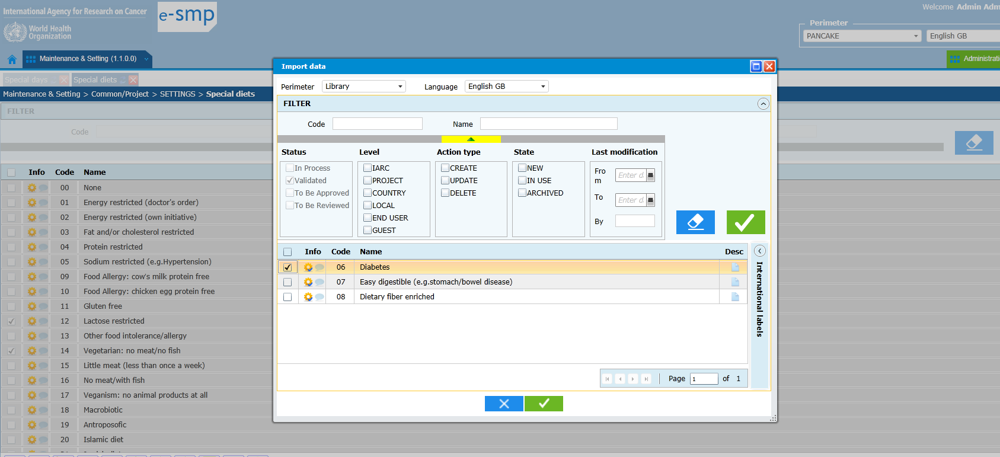 International Agency for Research on Cancer
World Health
Organization
e-smp
Welcome Admin Adm
Perimeter
PANCAKE
English GB
Maintenance & Setting (1.1.0.0)
Administrati
Special days
Special diets
Maintenance & Setting > Common/Project > SETTINGS > Special diets
FILTER
Code
Info Code Name
00 None
01 Energy restricted (doctor's order)
02 Energy restricted (own initiative)
03 Fat and/or cholesterol restricted
04 Protein restricted
05 Sodium restricted (e.g.Hypertension)
09 Food Allergy: cow's milk protein free
10 Food Allergy: chicken egg protein free
11 Gluten free
12 Lactose restricted
13 Other food intolerance/allergy
14 Vegetarian: no meat/no fish
15 Little meat (less than once a week)
16 No meat/with fish
17 Veganism: no animal products at all
18 Macrobiotic
19 Antroposofic
20 Islamic diet
Import data
Perimeter Library Language English GB
FILTER
Code Name
Status
In Process
Validated
To Be Approved
To Be Reviewed
Level
IARC
PROJECT
COUNTRY
LOCAL
END USER
GUEST
Action type
CREATE
UPDATE
DELETE
State
NEW
IN USE
ARCHIVED
Last modification
Fro
m
Enter d
To
Enter d
By
Info Code Name Desc
06 Diabetes
07 Easy digestible (e.g.stomach/bowel disease)
08 Dietary fiber enriched
International labels
Page 1 of 1